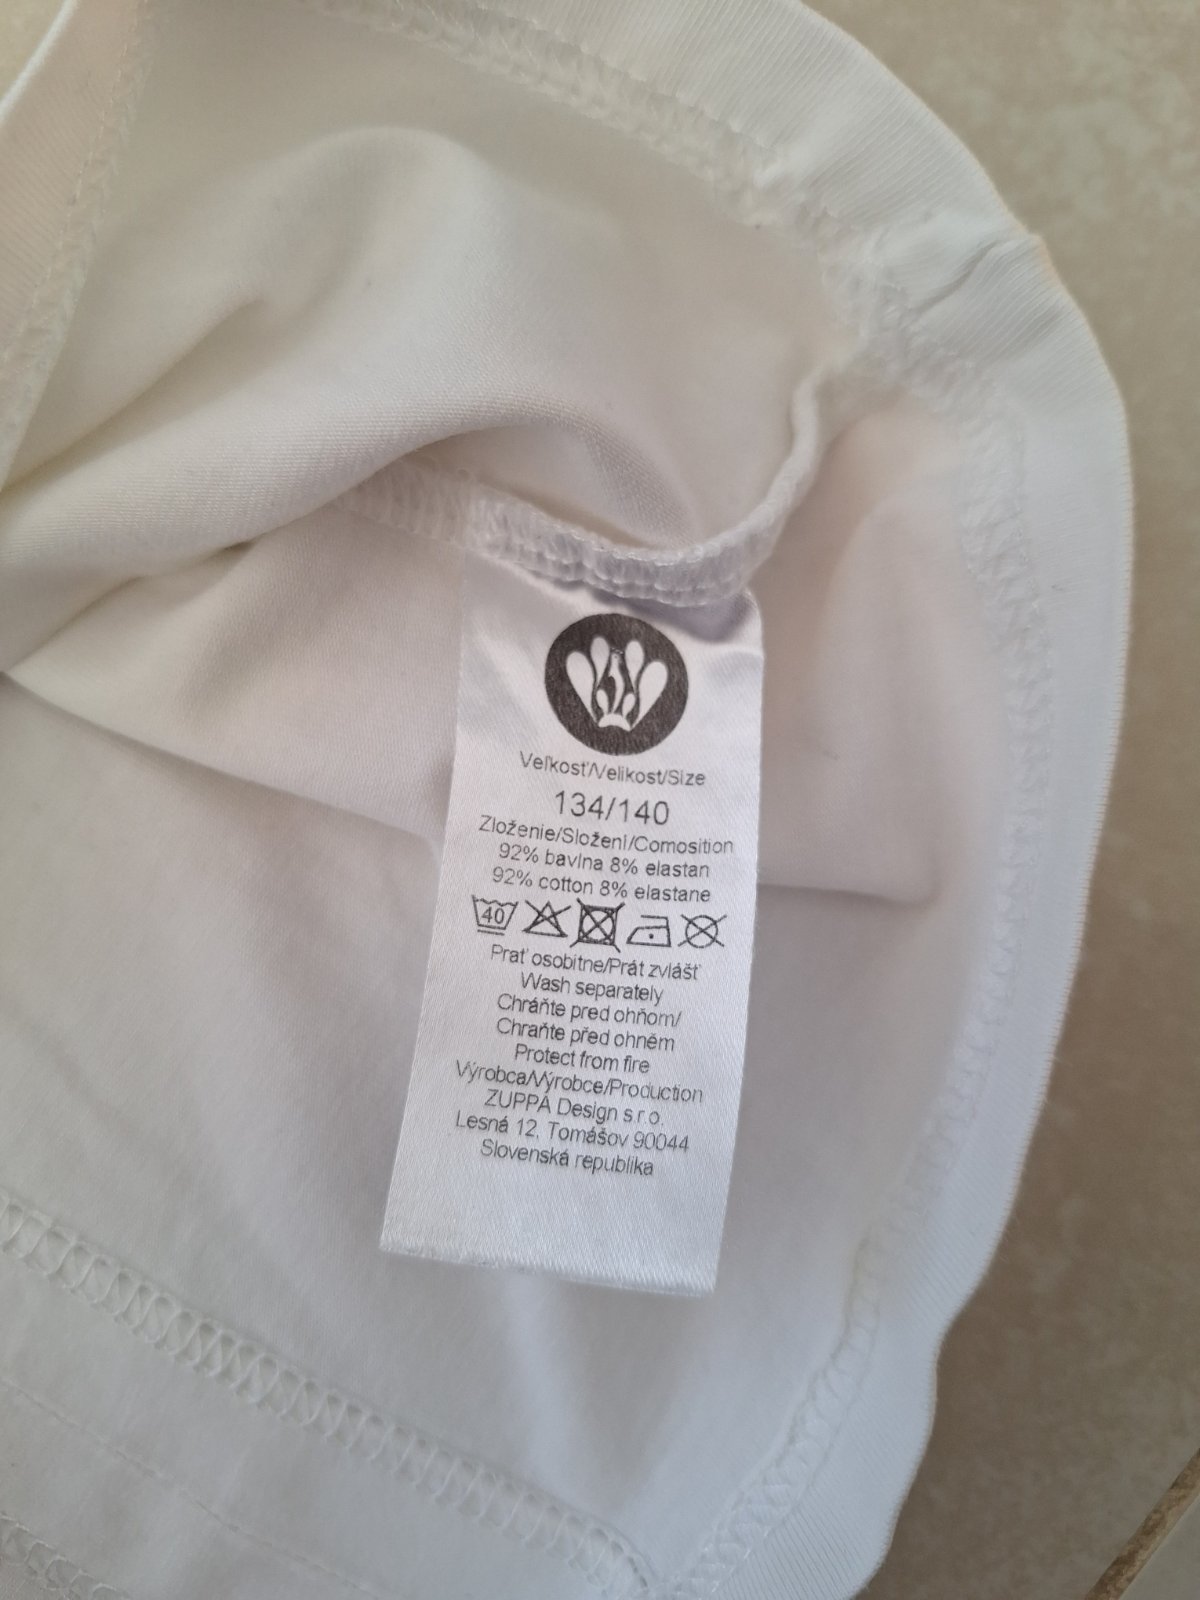 Veľkosť/Velikost/Size
134/140
Zloženie/Složení/Comosition
92% bavlna 8% elastan
92% cotton 8% elastane
40
Prať osobitne/Prát zvlášť
Wash separately
Chráňte pred ohňom/
Chraňte před ohněm
Protect from fire
Výrobca/Výrobce/Production
ZUPPA Design s.r.o.
Lesná 12, Tomášov 90044
Slovenská republika